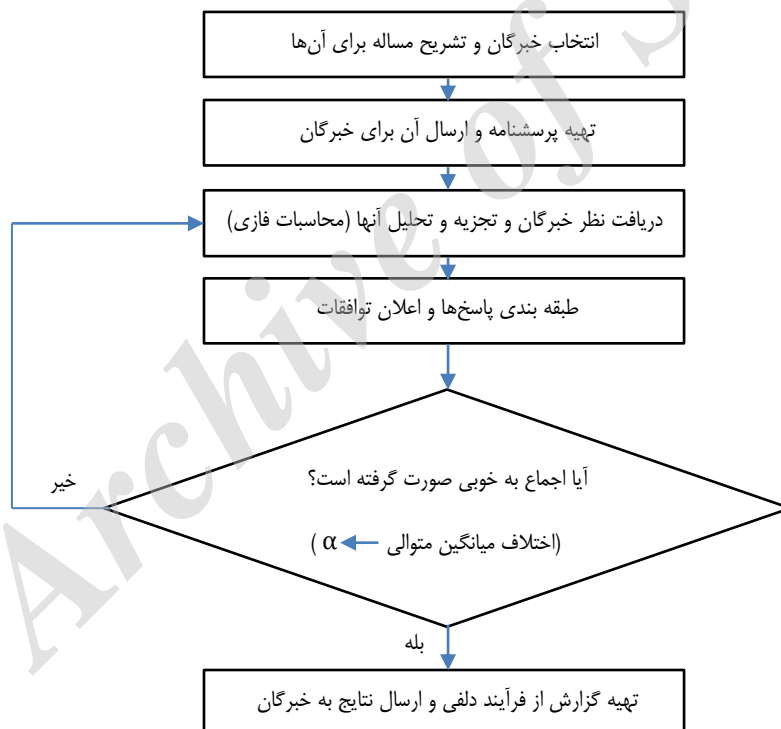 انتخاب خبرگان و تشریح مساله برای آن‌ها
تهیه پرسشنامه و ارسال آن برای خبرگان
دریافت نظر خبرگان و تجزیه و تحلیل آنها (محاسبات فازی)
طبقه بندی پاسخ‌ها و اعلان توافقات
آیا اجماع به خوبی صورت گرفته است؟
خیر
(اختلاف میانگین متوالی ← α )
بله
تهیه گزارش از فرآیند دلفی و ارسال نتایج به خبرگان
Archive of S